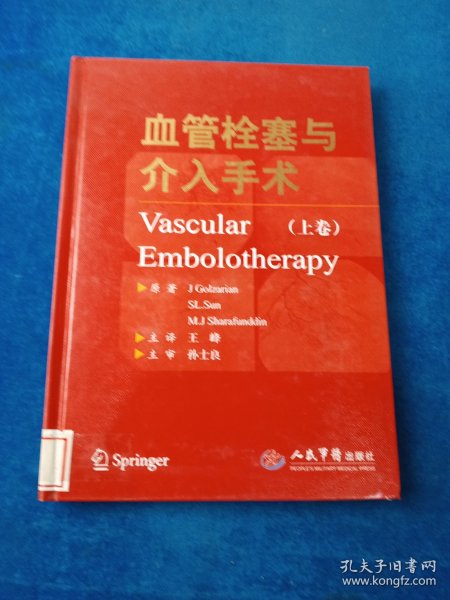 血管栓塞与
介入手术
Vascular (上卷)
Embolotherapy
原著 J Golzarian
SL.Sun
M.J Sharafunddin
主译 王峰
主审 孙士良
Springer
人民军医出版社
PEOPLE'S MILITARY MEDICAL PRESS
孔夫子旧书网
www.kongfz.com